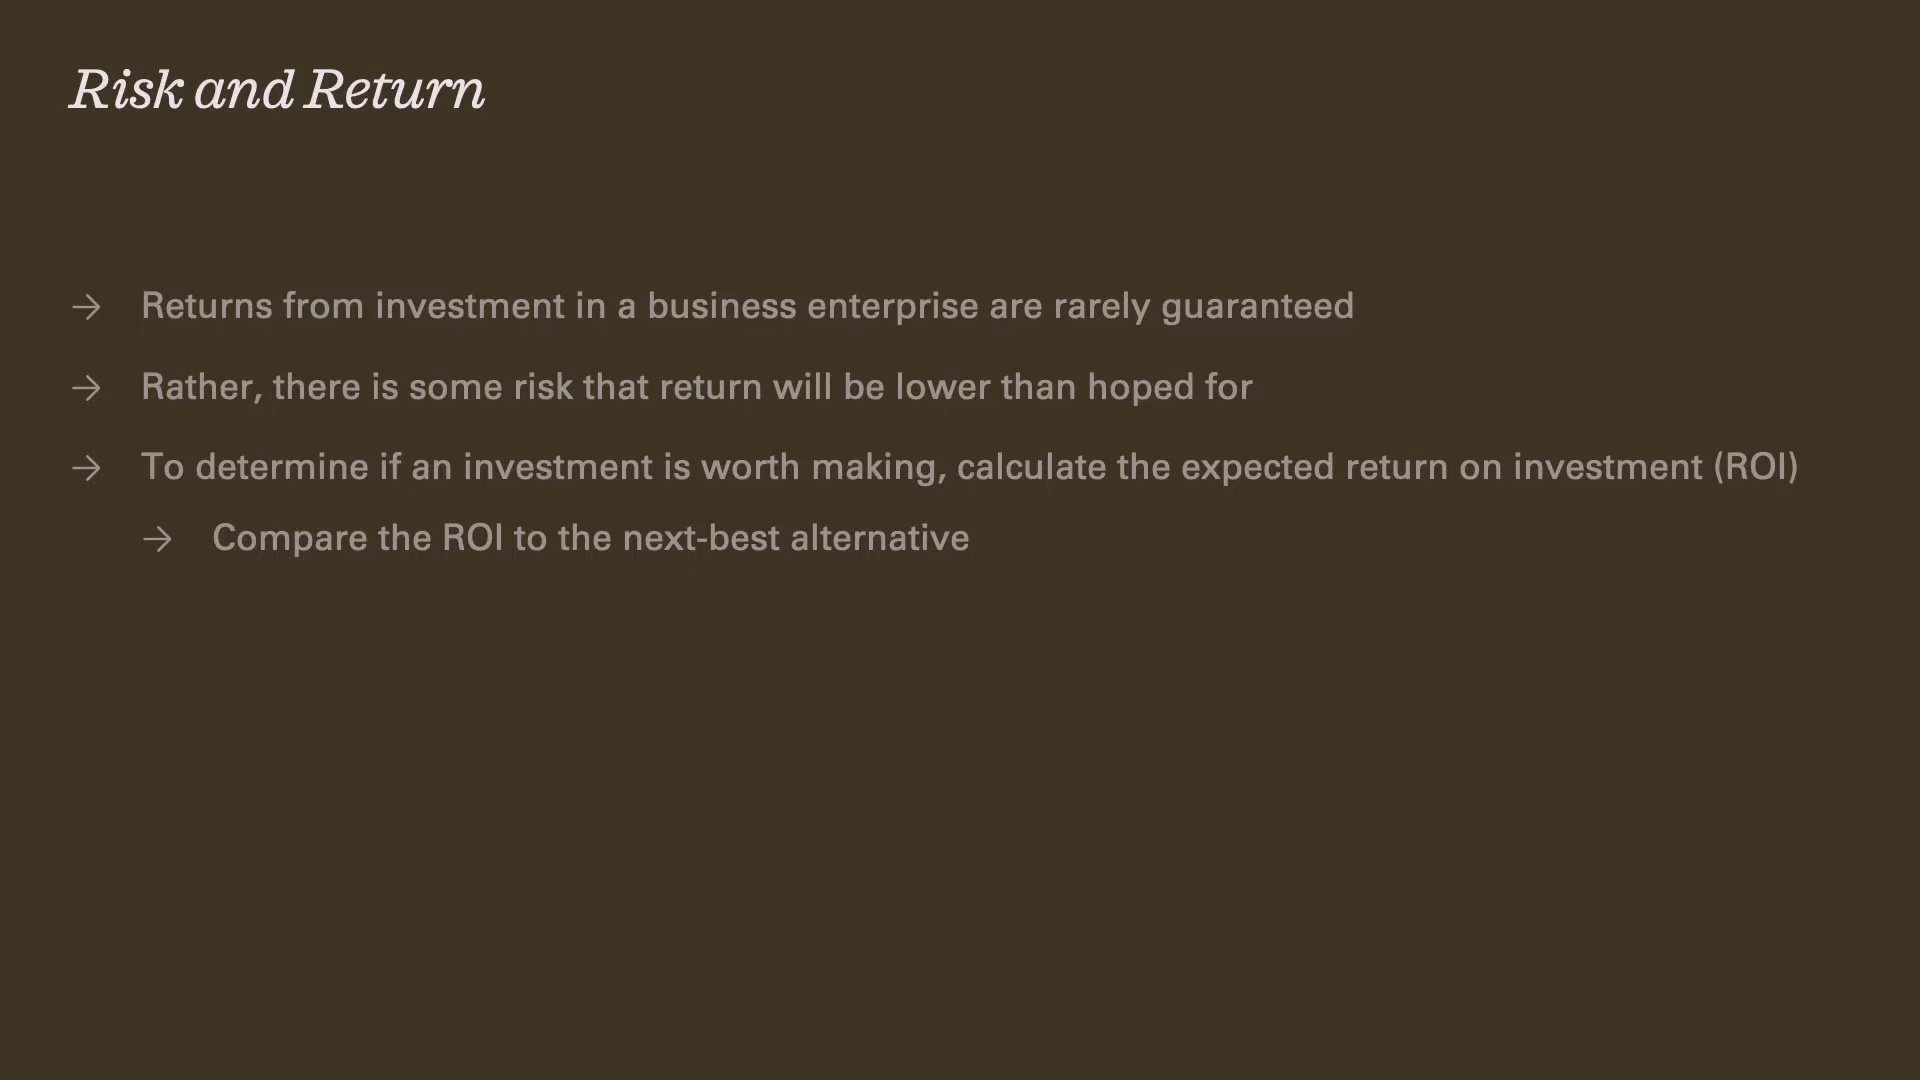 Risk and Return
→ Returns from investment in a business enterprise are rarely guaranteed
→ Rather, there is some risk that return will be lower than hoped for
→ To determine if an investment is worth making, calculate the expected return on investment (ROI)
→ Compare the ROI to the next-best alternative